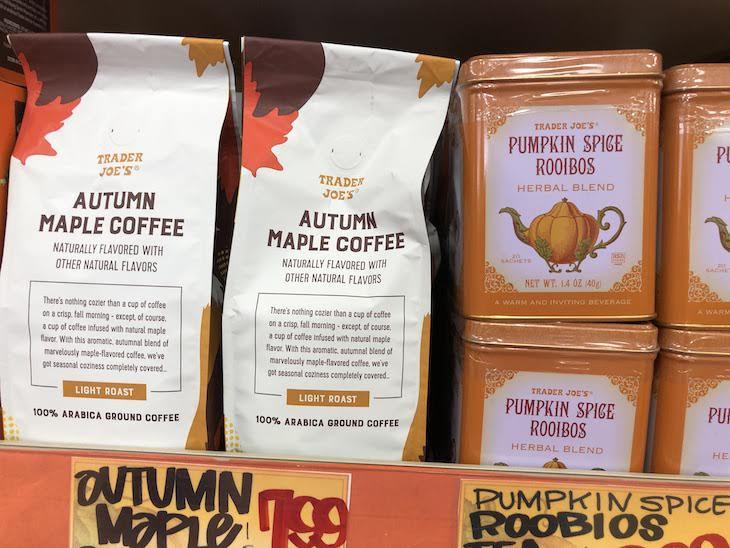 TRADER
JOE'S®
AUTUMN
MAPLE COFFEE
NATURALLY FLAVORED WITH
OTHER NATURAL FLAVORS
There's nothing cozier than a cup of coffee
on a crisp, fall morning - except, of course,
a cup of coffee infused with natural maple
flavor. With this aromatic, autumnal blend of
marvelously maple-flavored coffee, we've
got seasonal coziness completely covered...
LIGHT ROAST
100% ARABICA GROUND COFFEE
TRADER
JOE'S®
AUTUMN
MAPLE COFFEE
NATURALLY FLAVORED WITH
OTHER NATURAL FLAVORS
There's nothing cozier than a cup of coffee
on a crisp, fall morning - except, of course,
a cup of coffee infused with natural maple
flavor. With this aromatic, autumnal blend of
marvelously maple-flavored coffee, we've
got seasonal coziness completely covered...
LIGHT ROAST
100% ARABICA GROUND COFFEE
TRADER JOE'S®
PUMPKIN SPICE
ROOIBOS
HERBAL BLEND
20
SACHETS
NET WT. 1.4 OZ (40g)
A WARM AND INVITING BEVERAGE
TRADER JOE'S®
PUMPKIN SPICE
ROOIBOS
HERBAL BLEND
PU
20
A WARM
PU
HE
AUTUMN
MAPLE
7.99
PUMPKIN SPICE
ROOBIOS
TEA